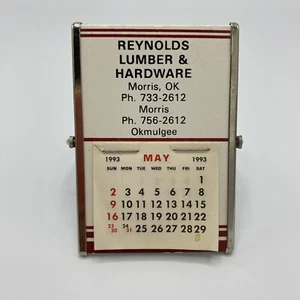 REYNOLDS
LUMBER &
HARDWARE
Morris, OK
Ph. 733-2612
Morris
Ph. 756-2612
Okmulgee
1993 MAY 1993
SUN MON TUE WED THU FRI SAT
1
2 3 4 5 6 7 8
9 10 11 12 13 14 15
16 17 18 19 20 21 22
23/30 24/31 25 26 27 28 29